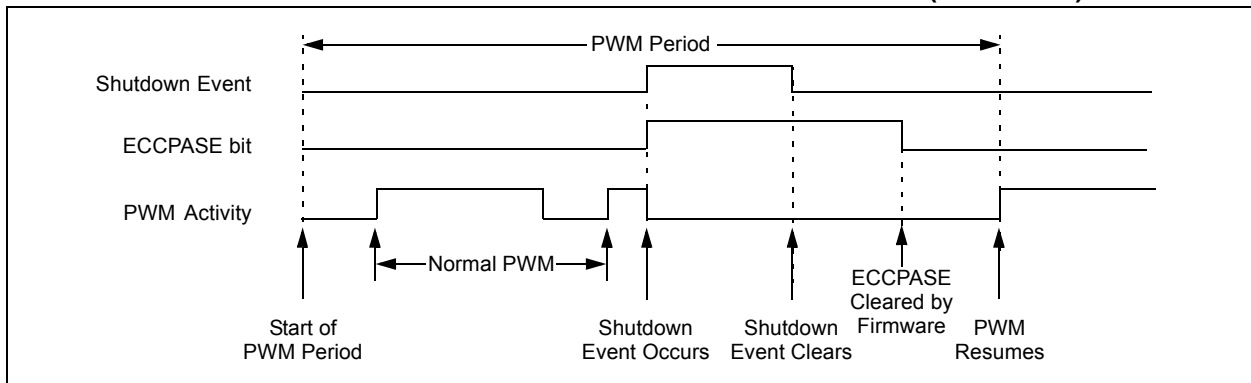 PWM Period
Shutdown Event
ECCPASE bit
PWM Activity
Normal PWM
Start of
PWM Period
Shutdown
Event Occurs
Shutdown
Event Clears
ECCPASE
Cleared by
Firmware
PWM
Resumes